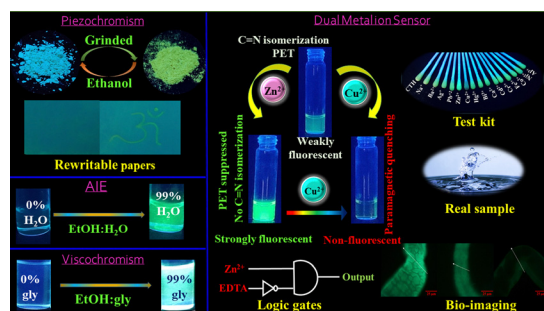 Piezochromism
Grinded
Ethanol
ॐ
Rewritable papers
AIE
0%
H₂O
EtOH:H₂O
99%
H₂O
Viscochromism
0%
gly
EtOH:gly
99%
gly
Dual Metal ion Sensor
C=N isomerization
PET
Zn²⁺
Cu²⁺
Weakly
fluorescent
PET suppressed
No C=N isomerization
Cu²⁺
Paramagnetic quenching
Strongly fluorescent
Non-fluorescent
Zn²⁺
EDTA
Output
Logic gates
CTH
Test kit
Real sample
Bio-imaging